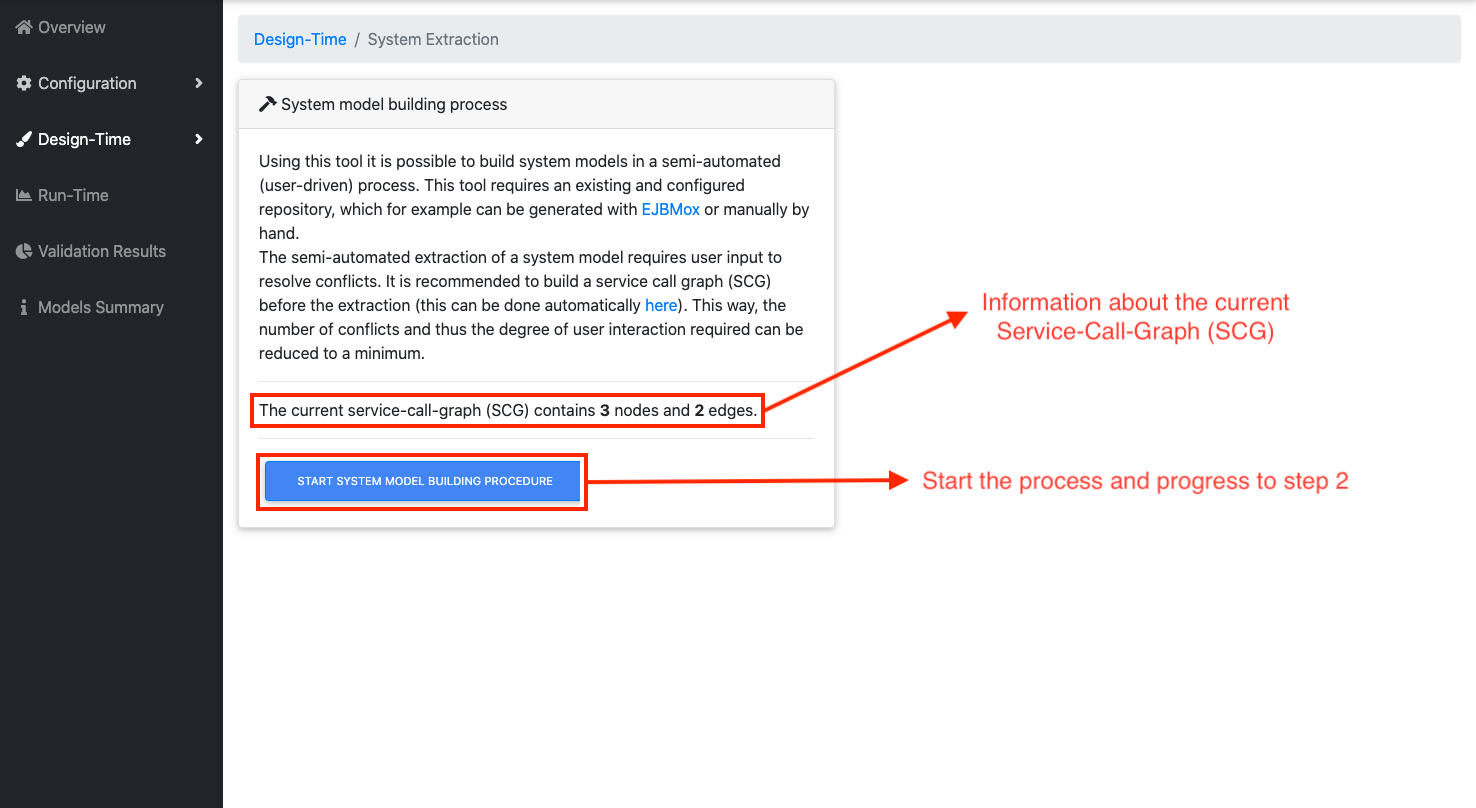 Overview
Configuration
Design-Time
Run-Time
Validation Results
Models Summary
Design-Time / System Extraction
System model building process
Using this tool it is possible to build system models in a semi-automated
(user-driven) process. This tool requires an existing and configured
repository, which for example can be generated with EJBMox or manually by
hand.
The semi-automated extraction of a system model requires user input to
resolve conflicts. It is recommended to build a service call graph (SCG)
before the extraction (this can be done automatically here). This way, the
number of conflicts and thus the degree of user interaction required can be
reduced to a minimum.
The current service-call-graph (SCG) contains 3 nodes and 2 edges.
START SYSTEM MODEL BUILDING PROCEDURE
Information about the current
Service-Call-Graph (SCG)
Start the process and progress to step 2